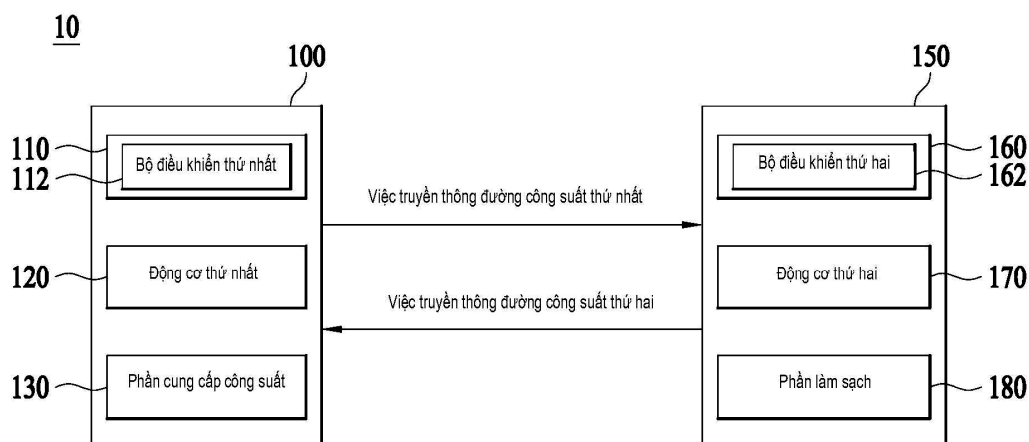 10
100
150
110
Bộ điều khiển thứ nhất
112
Bộ điều khiển thứ hai
160
162
Việc truyền thông đường công suất thứ nhất
120
Động cơ thứ nhất
Động cơ thứ hai
170
Việc truyền thông đường công suất thứ hai
130
Phần cung cấp công suất
Phần làm sạch
180